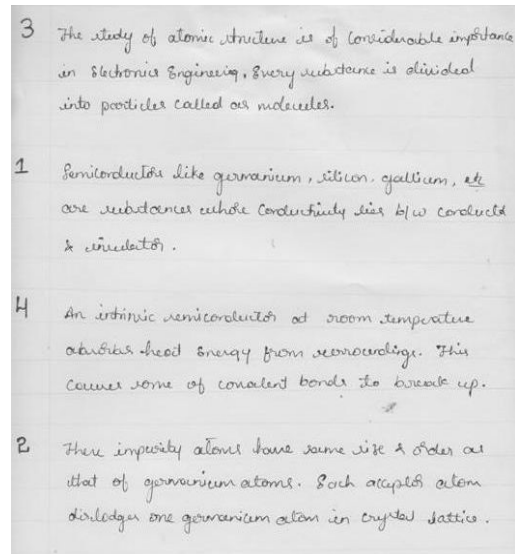 3 The study of atomic structure is of considerable importance
in Electronics Engineering, Every substance is divided
into particles called as molecules.
1 Semiconductors like germanium, silicon. gallium, etc
are substances whose conductivity lies b/w conductor
& insulator.
4 An intrinsic semiconductor at room temperature
absorbs heat energy from surroundings. This
causes some of covalent bonds to break up.
2 These impurity atoms have same size & order as
that of germanium atoms. Each acceptor atom
dislodges one germanium atom in crystal lattice.